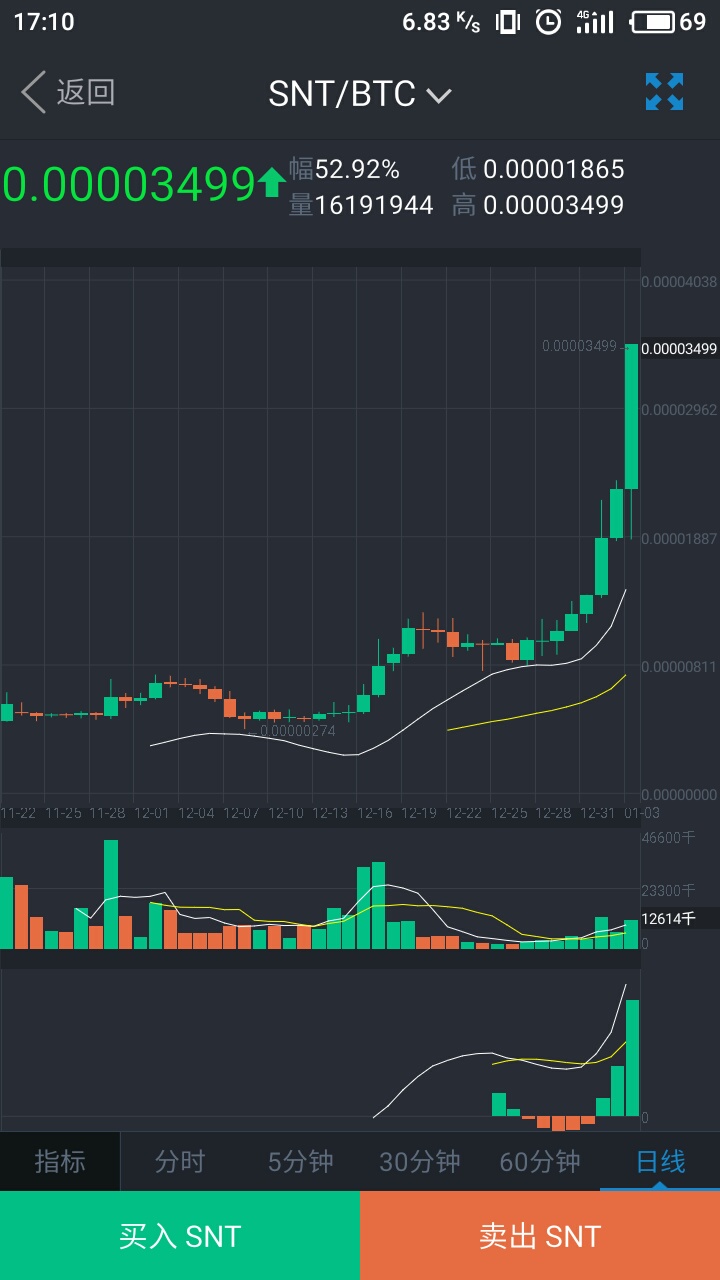 17:10 6.83 K/s 4G 69
返回 SNT/BTC
0.00003499 幅52.92% 低 0.00001865
量16191944 高 0.00003499
0.00004038
0.00003499 0.00003499
0.00002962
0.00001887
0.00000811
0.00000274
0.00000000
11-22 11-25 11-28 12-01 12-04 12-07 12-10 12-13 12-16 12-19 12-22 12-25 12-28 12-31 01-03
46600千
23300千
12614千
0
0
指标 分时 5分钟 30分钟 60分钟 日线
买入 SNT 卖出 SNT